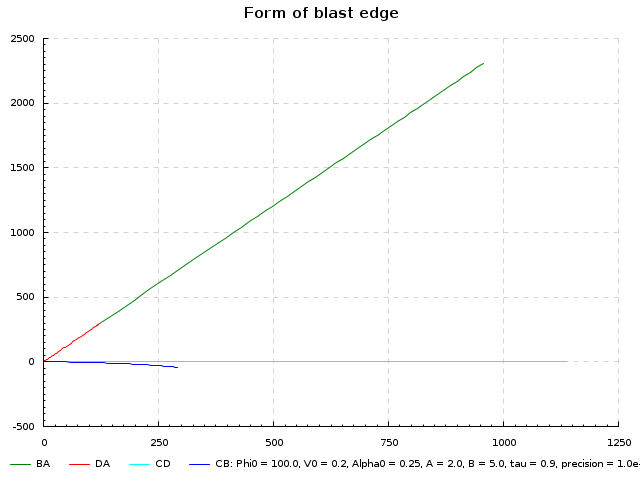 Form of blast edge
2500
2000
1500
1000
500
0
-500
0 250 500 750 1000 1250
BA DA CD CB: Phi0 = 100.0, V0 = 0.2, Alpha0 = 0.25, A = 2.0, B = 5.0, tau = 0.9, precision = 1.0e-